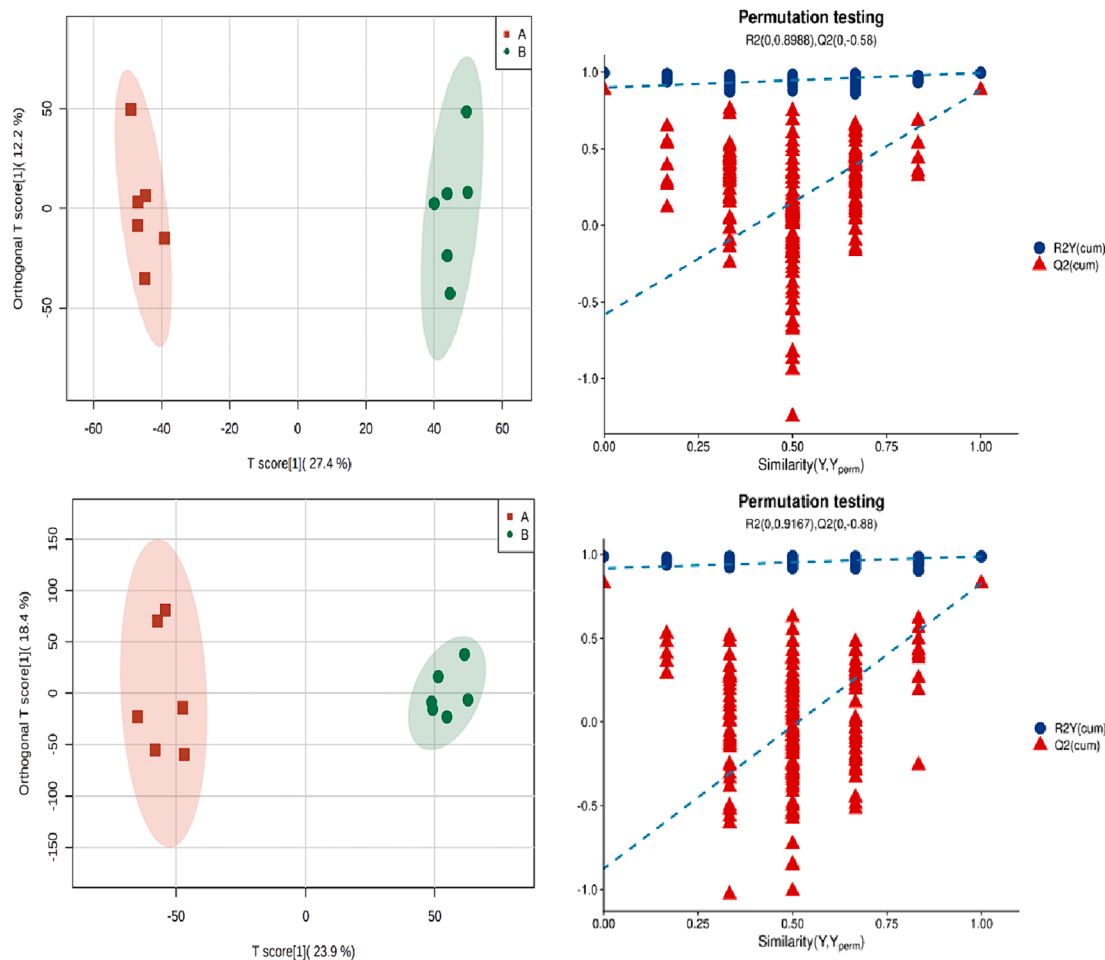 A
B
Orthogonal T score[1]( 12.2 %)
50
0
-50
-60
-40
-20
0
20
40
60
T score[1]( 27.4 %)
Permutation testing
R2(0,0.8988),Q2(0,-0.58)
1.0
0.5
0.0
-0.5
-1.0
0.00
0.25
0.50
0.75
1.00
Similarity(Y,Yperm)
R2Y(cum)
Q2(cum)
A
B
Orthogonal T score[1]( 18.4 %)
150
100
50
0
-50
-100
-150
-50
0
50
T score[1]( 23.9 %)
Permutation testing
R2(0,0.9167),Q2(0,-0.88)
1.0
0.5
0.0
-0.5
-1.0
0.00
0.25
0.50
0.75
1.00
Similarity(Y,Yperm)
R2Y(cum)
Q2(cum)